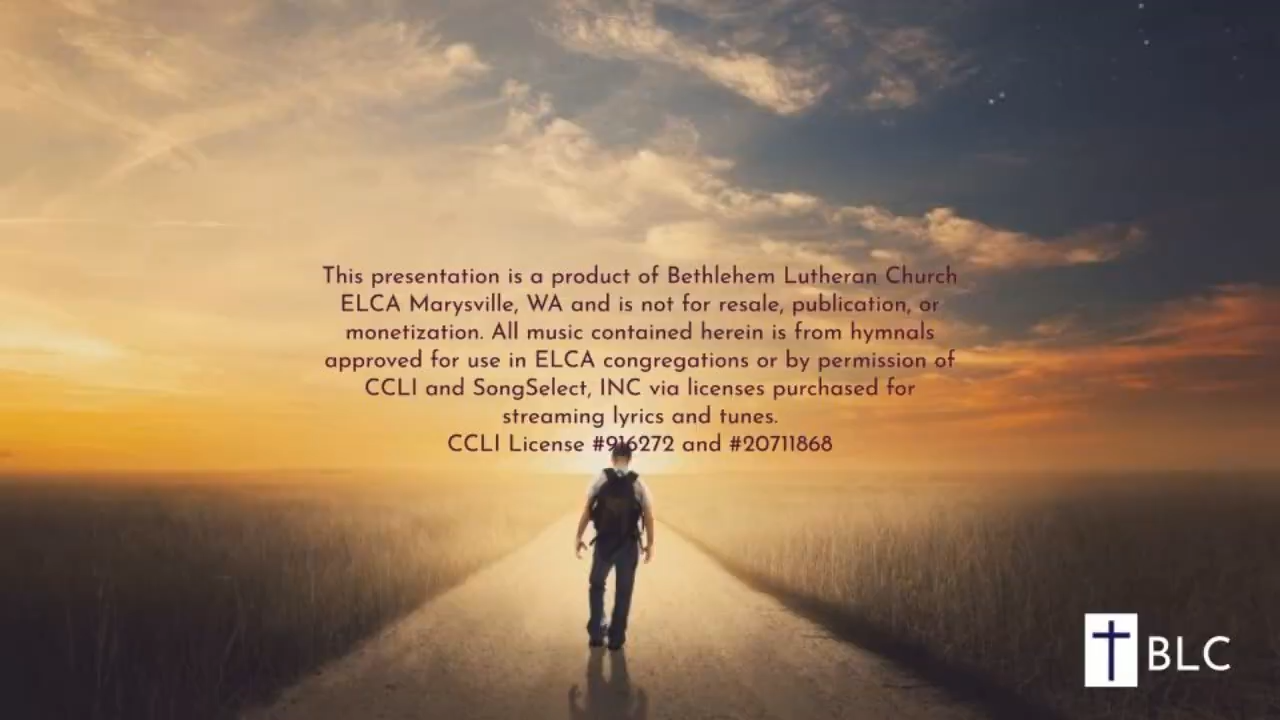 This presentation is a product of Bethlehem Lutheran Church
ELCA Marysville, WA and is not for resale, publication, or
monetization. All music contained herein is from hymnals
approved for use in ELCA congregations or by permission of
CCLI and SongSelect, INC via licenses purchased for
streaming lyrics and tunes.
CCLI License #916272 and #20711868
BLC